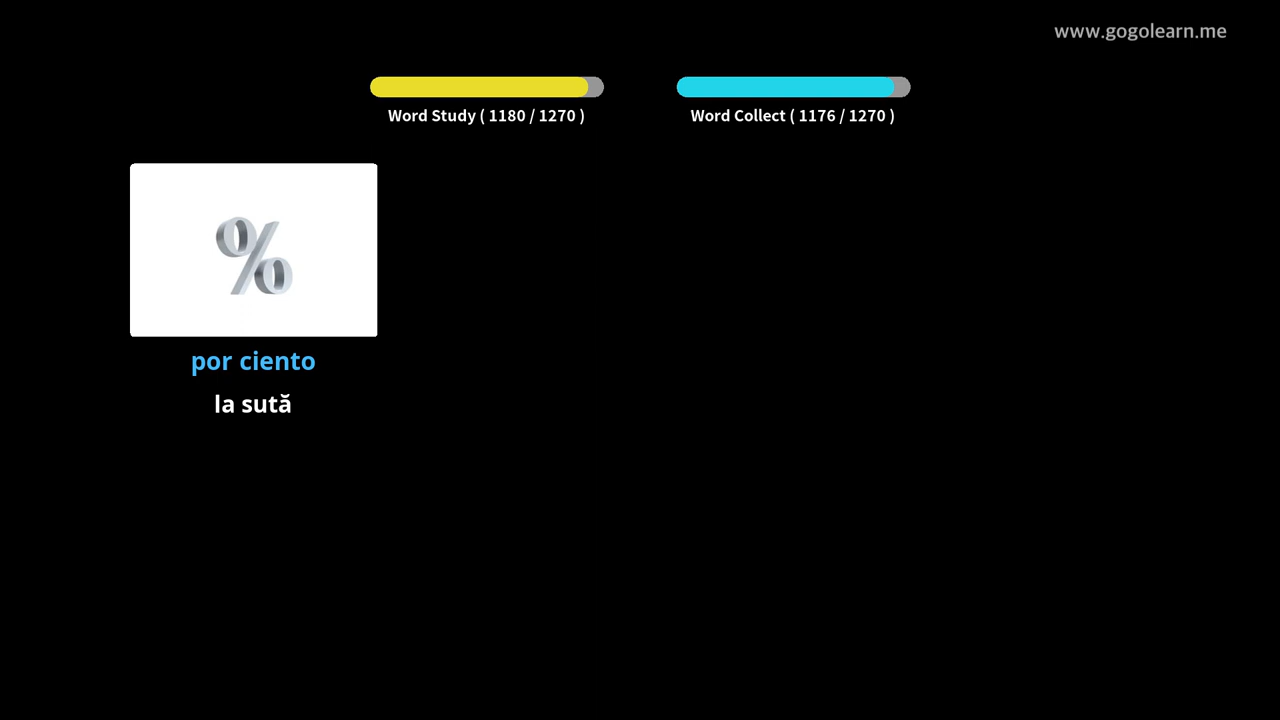 www.gogolearn.me
Word Study ( 1180 / 1270 )
Word Collect ( 1176 / 1270 )
%
por ciento
la sută